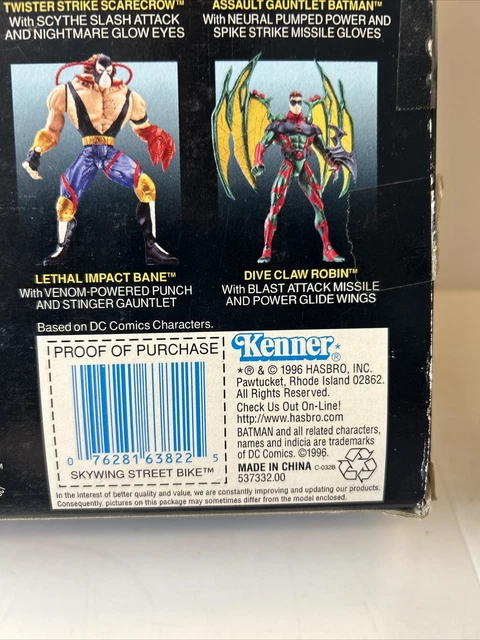 TWISTER STRIKE SCARECROW™
With SCYTHE SLASH ATTACK
AND NIGHTMARE GLOW EYES
ASSAULT GAUNTLET BATMAN™
With NEURAL PUMPED POWER AND
SPIKE STRIKE MISSILE GLOVES
LETHAL IMPACT BANE™
With VENOM-POWERED PUNCH
AND STINGER GAUNTLET
DIVE CLAW ROBIN™
With BLAST ATTACK MISSILE
AND POWER GLIDE WINGS
Based on DC Comics Characters.
PROOF OF PURCHASE
0 76281 63822 5
SKYWING STREET BIKE™
Kenner*®
*® & © 1996 HASBRO, INC.
Pawtucket, Rhode Island 02862.
All Rights Reserved.
Check Us Out On-Line!
http://www.hasbro.com
BATMAN and all related characters,
names and indicia are trademarks
of DC Comics. ©1996.
MADE IN CHINA C-032B
537332.00
In the interest of better quality and value, we are constantly improving and updating our products.
Consequently, pictures on this package may sometimes differ from the model enclosed.